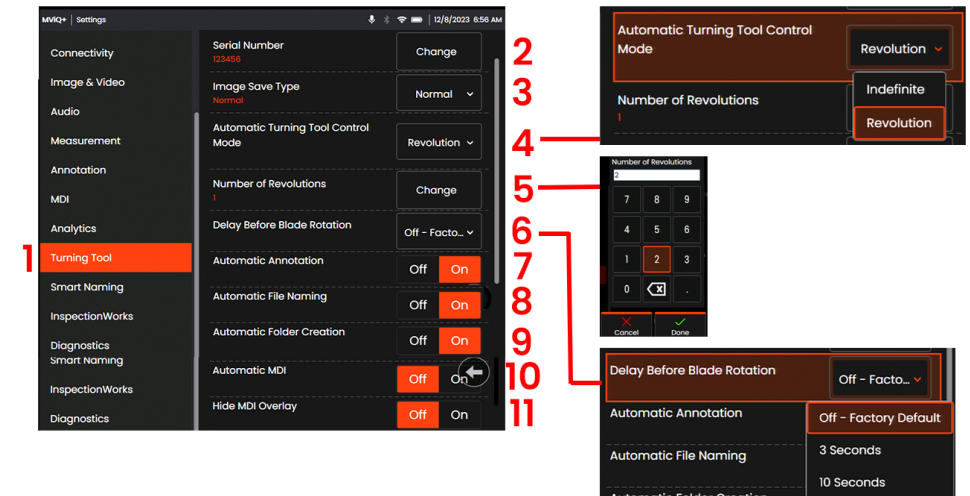 MViQ+ | Settings
12/8/2023 6:56 AM
Connectivity
Image & Video
Audio
Measurement
Annotation
MDI
Analytics
1
Turning Tool
Smart Naming
InspectionWorks
Diagnostics
Smart Naming
InspectionWorks
Diagnostics
Serial Number
123456
Change
2
Image Save Type
Normal
Normal
3
Automatic Turning Tool Control
Mode
Revolution
4
Number of Revolutions
1
Change
5
Delay Before Blade Rotation
Off - Facto...
6
Automatic Annotation
Off On
7
Automatic File Naming
Off On
8
Automatic Folder Creation
Off On
9
Automatic MDI
Off On
10
Hide MDI Overlay
Off On
11
Automatic Turning Tool Control
Mode
Revolution
Indefinite
Number of Revolutions
1
Revolution
Number of Revolutions
2
7 8 9
4 5 6
1 2 3
0 .
Cancel Done
Delay Before Blade Rotation
Off - Facto...
Automatic Annotation
Off - Factory Default
Automatic File Naming
3 Seconds
10 Seconds
Automatic Folder Creation